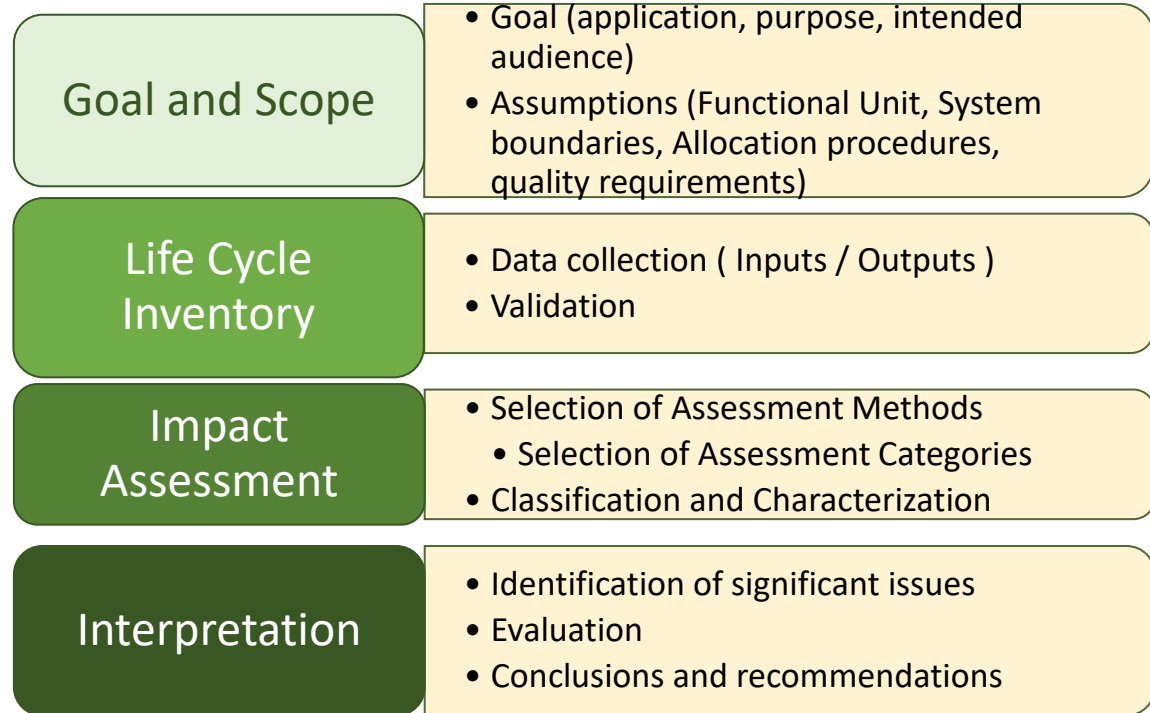 Goal and Scope
• Goal (application, purpose, intended
audience)
• Assumptions (Functional Unit, System
boundaries, Allocation procedures,
quality requirements)
Life Cycle
Inventory
• Data collection ( Inputs / Outputs )
• Validation
Impact
Assessment
• Selection of Assessment Methods
• Selection of Assessment Categories
• Classification and Characterization
Interpretation
• Identification of significant issues
• Evaluation
• Conclusions and recommendations